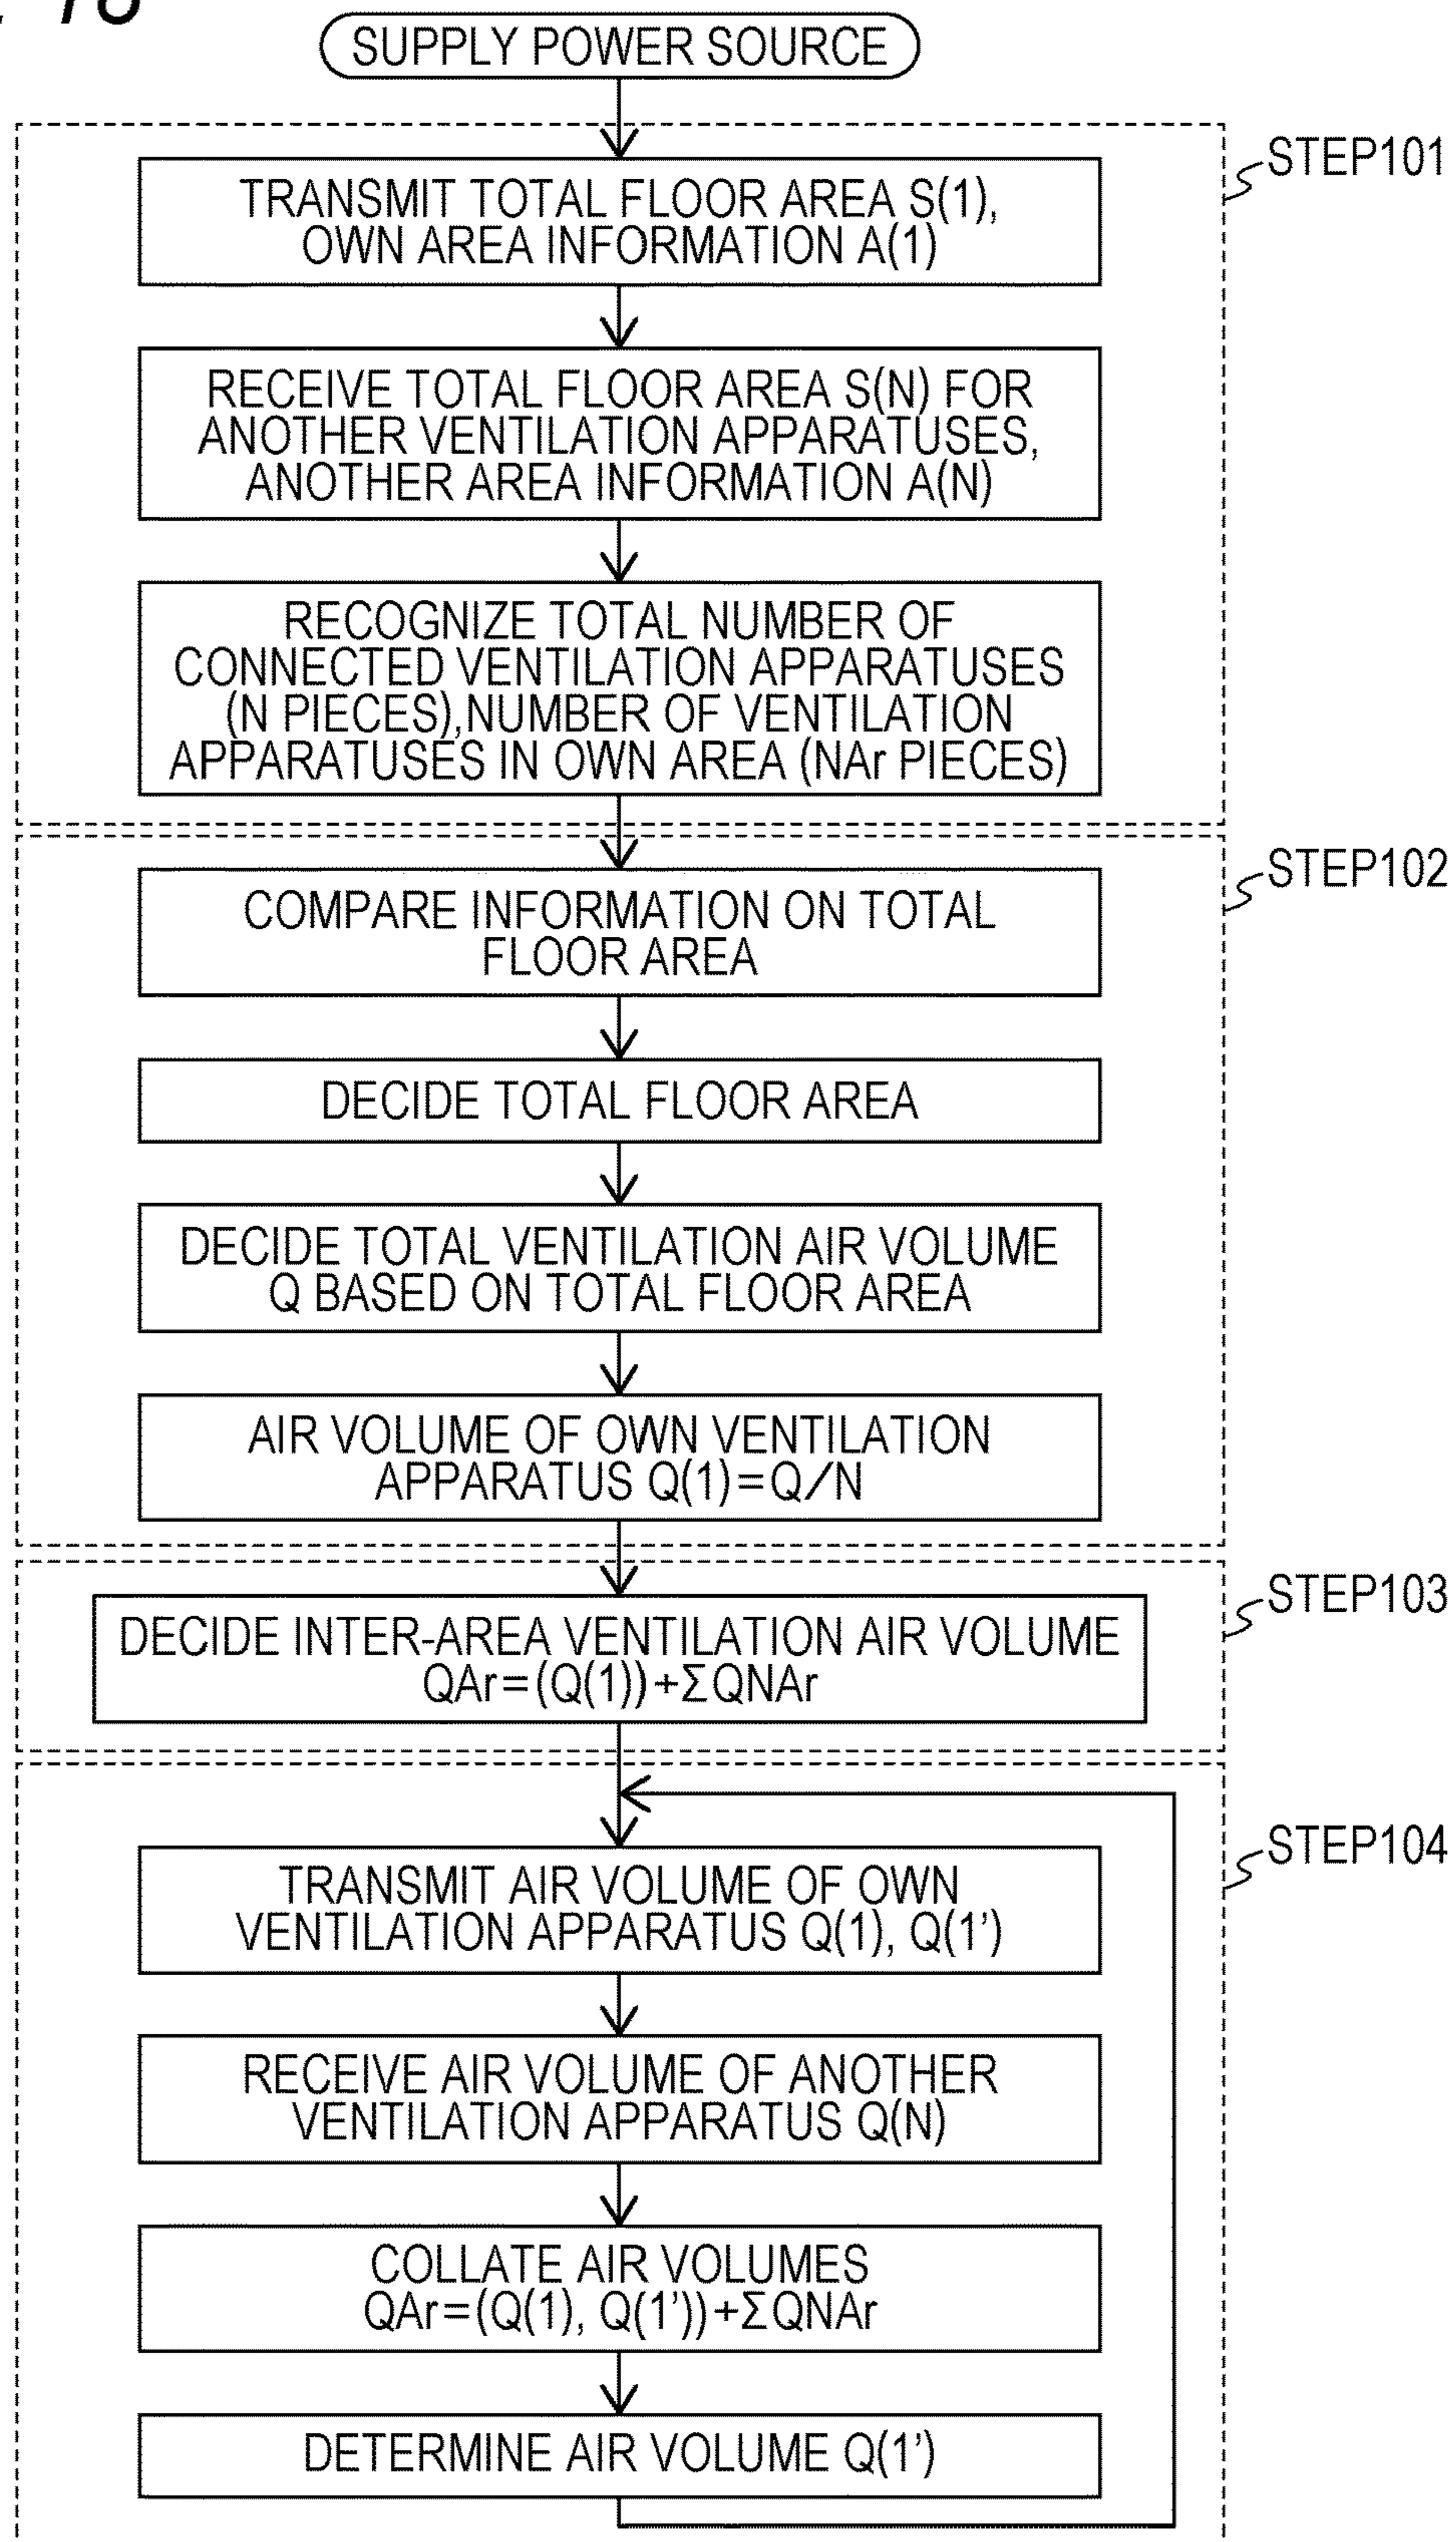 SUPPLY POWER SOURCE
STEP101
TRANSMIT TOTAL FLOOR AREA S(1),
OWN AREA INFORMATION A(1)
RECEIVE TOTAL FLOOR AREA S(N) FOR
ANOTHER VENTILATION APPARATUSES,
ANOTHER AREA INFORMATION A(N)
RECOGNIZE TOTAL NUMBER OF
CONNECTED VENTILATION APPARATUSES
(N PIECES),NUMBER OF VENTILATION
APPARATUSES IN OWN AREA (NAr PIECES)
STEP102
COMPARE INFORMATION ON TOTAL
FLOOR AREA
DECIDE TOTAL FLOOR AREA
DECIDE TOTAL VENTILATION AIR VOLUME
Q BASED ON TOTAL FLOOR AREA
AIR VOLUME OF OWN VENTILATION
APPARATUS Q(1)=Q/N
STEP103
DECIDE INTER-AREA VENTILATION AIR VOLUME
QAr=(Q(1))+ΣQNAr
STEP104
TRANSMIT AIR VOLUME OF OWN
VENTILATION APPARATUS Q(1), Q(1')
RECEIVE AIR VOLUME OF ANOTHER
VENTILATION APPARATUS Q(N)
COLLATE AIR VOLUMES
QAr=(Q(1), Q(1'))+ΣQNAr
DETERMINE AIR VOLUME Q(1')